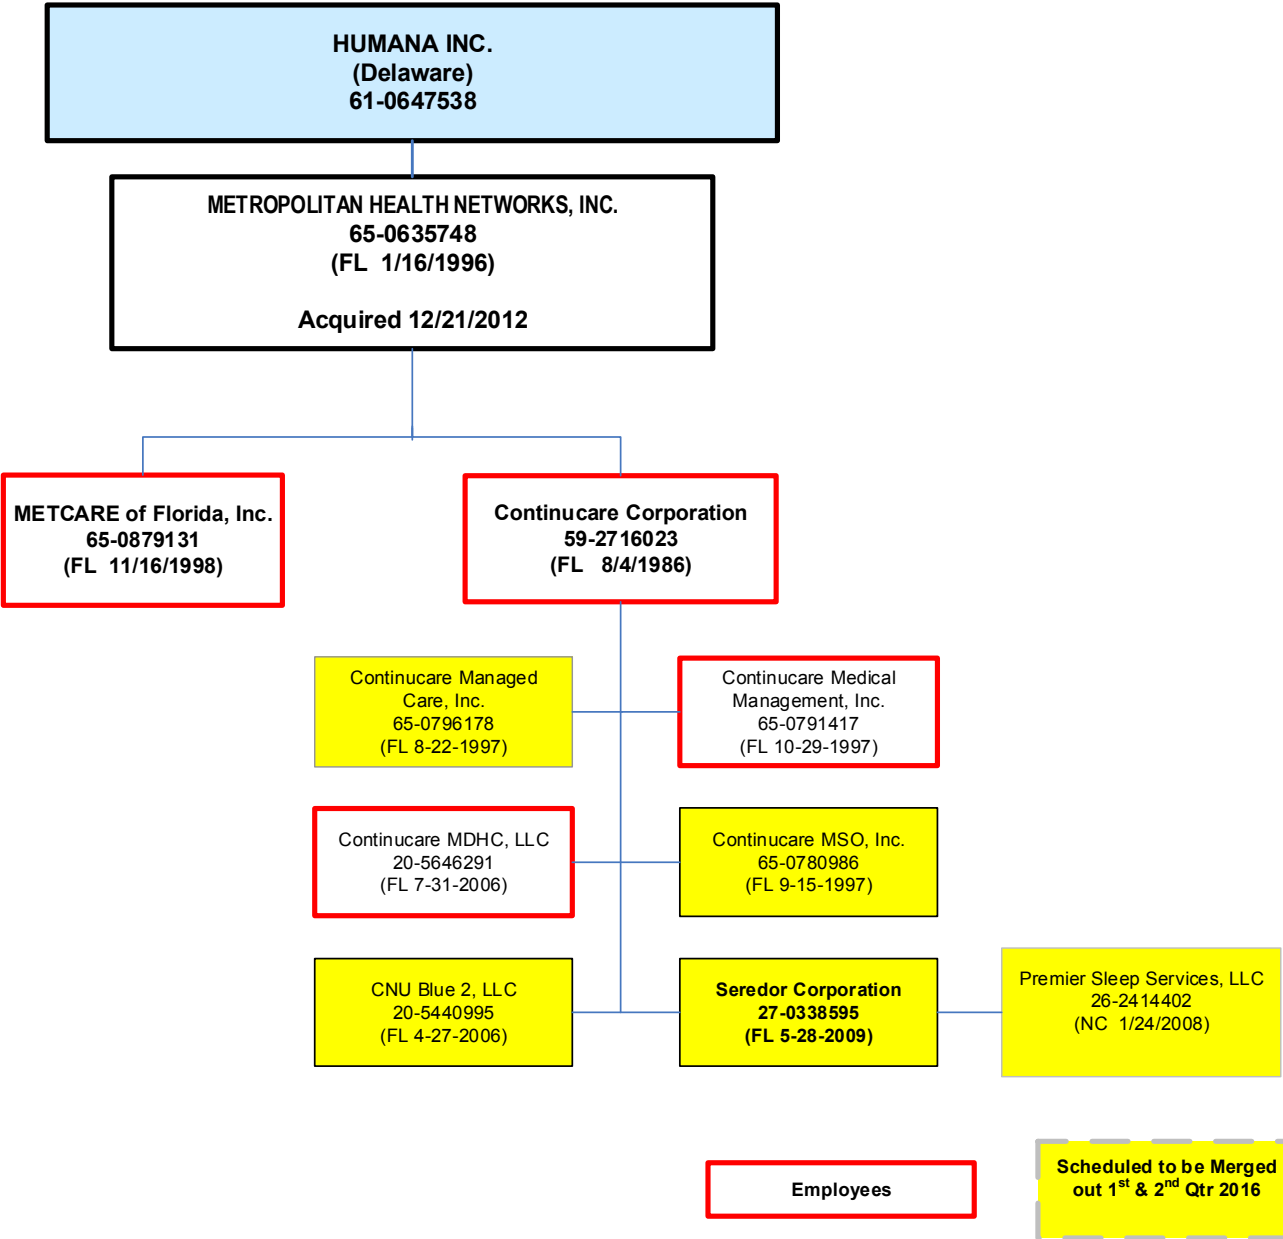 HUMANA INC.
(Delaware)
61-0647538
METROPOLITAN HEALTH NETWORKS, INC.
65-0635748
(FL 1/16/1996)
Acquired 12/21/2012
METCARE of Florida, Inc.
65-0879131
(FL 11/16/1998)
Continucare Corporation
59-2716023
(FL 8/4/1986)
Continucare Managed
Care, Inc.
65-0796178
(FL 8-22-1997)
Continucare Medical
Management, Inc.
65-0791417
(FL 10-29-1997)
Continucare MDHC, LLC
20-5646291
(FL 7-31-2006)
Continucare MSO, Inc.
65-0780986
(FL 9-15-1997)
CNU Blue 2, LLC
20-5440995
(FL 4-27-2006)
Seredor Corporation
27-0338595
(FL 5-28-2009)
Premier Sleep Services, LLC
26-2414402
(NC 1/24/2008)
Employees
Scheduled to be Merged
out 1st & 2nd Qtr 2016